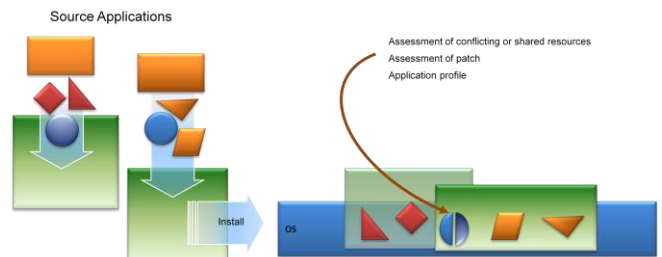 Source Applications
Assessment of conflicting or shared resources
Assessment of patch
Application profile
Install
OS